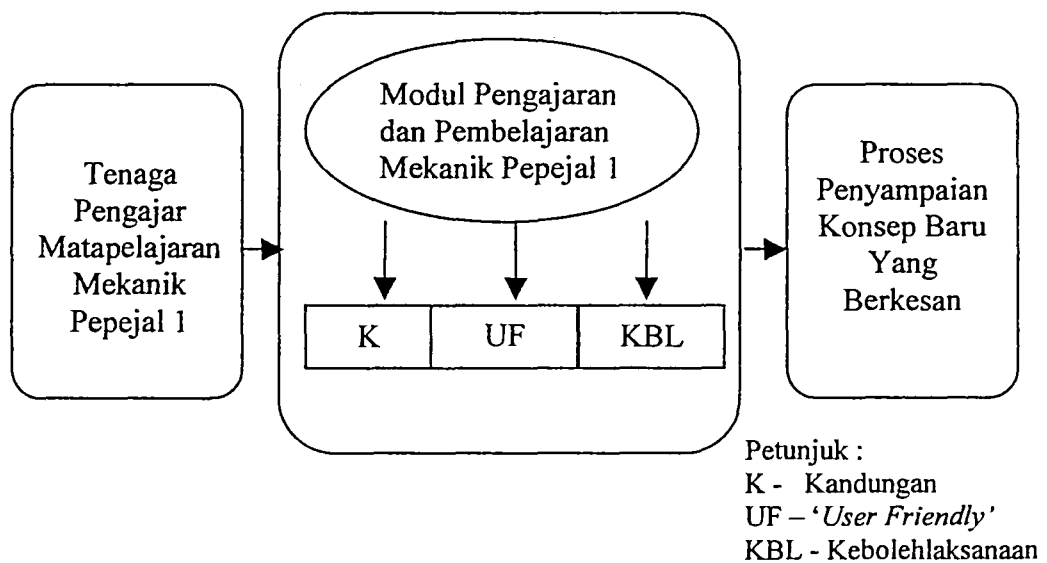 Tenaga
Pengajar
Matapelajaran
Mekanik
Pepejal 1
Modul Pengajaran
dan Pembelajaran
Mekanik Pepejal 1
K
UF
KBL
Proses
Penyampaian
Konsep Baru
Yang
Berkesan
Petunjuk :
K - Kandungan
UF – 'User Friendly'
KBL - Kebolehlaksanaan